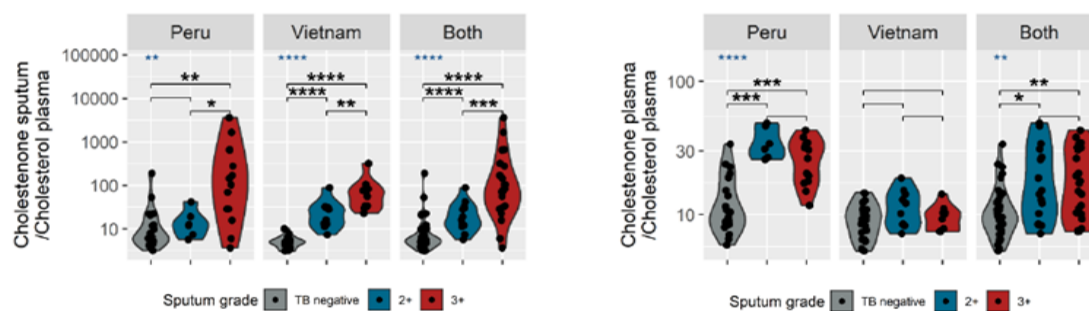 Peru Vietnam Both
Cholestenone sputum
/Cholesterol plasma
100000
10000
1000
100
10
** **** ****
** **** ****
**** ****
* ** ***
Sputum grade TB negative 2+ 3+
Peru Vietnam Both
Cholestenone plasma
/Cholesterol plasma
100
30
10
**** **
*** **
*** *
Sputum grade TB negative 2+ 3+